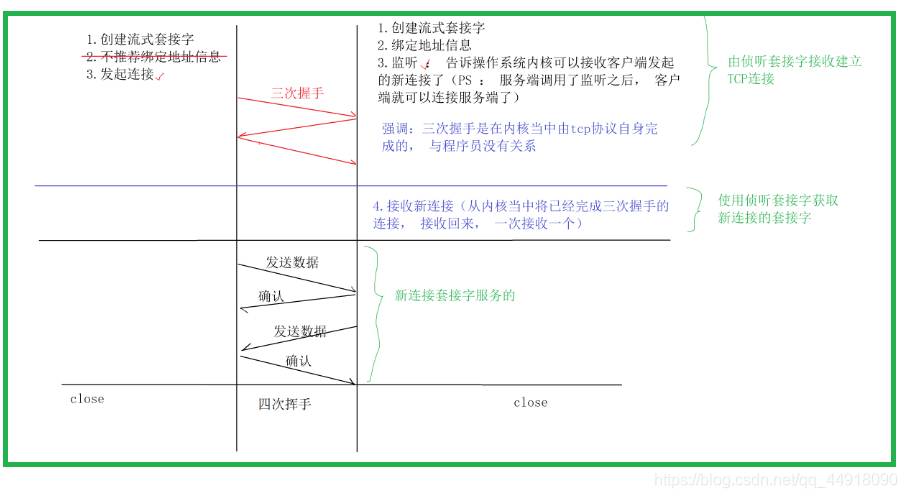 1.创建流式套接字
2.不推荐绑定地址信息
3.发起连接
1.创建流式套接字
2.绑定地址信息
3.监听： 告诉操作系统内核可以接收客户端发起
的新连接了（PS ： 服务端调用了监听之后， 客户
端就可以连接服务端了）
由侦听套接字接收建立
TCP连接
三次握手
强调：三次握手是在内核当中由tcp协议自身完
成的， 与程序员没有关系
4.接收新连接（从内核当中将已经完成三次握手的
连接， 接收回来， 一次接收一个）
使用侦听套接字获取
新连接的套接字
发送数据
确认
发送数据
确认
新连接套接字服务的
close
四次挥手
close
https://blog.csdn.net/qq_44918090